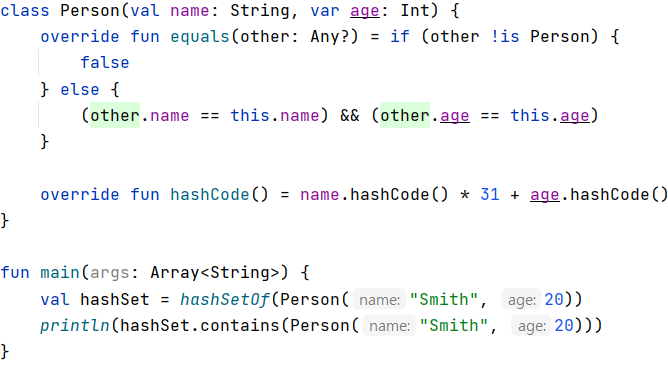 class Person(val name: String, var age: Int) {
    override fun equals(other: Any?) = if (other !is Person) {
        false
    } else {
        (other.name == this.name) && (other.age == this.age)
    }

    override fun hashCode() = name.hashCode() * 31 + age.hashCode()
}

fun main(args: Array<String>) {
    val hashSet = hashSetOf(Person( name: "Smith", age: 20))
    println(hashSet.contains(Person( name: "Smith", age: 20)))
}